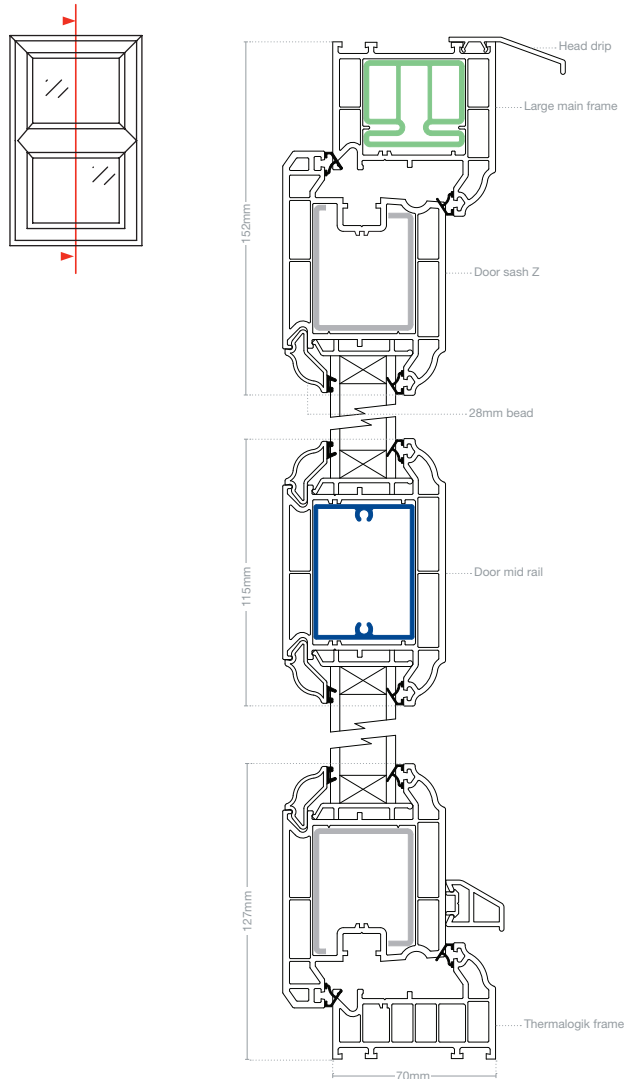 Head drip
Large main frame
152mm
Door sash Z
28mm bead
115mm
Door mid rail
127mm
Thermalogik frame
70mm